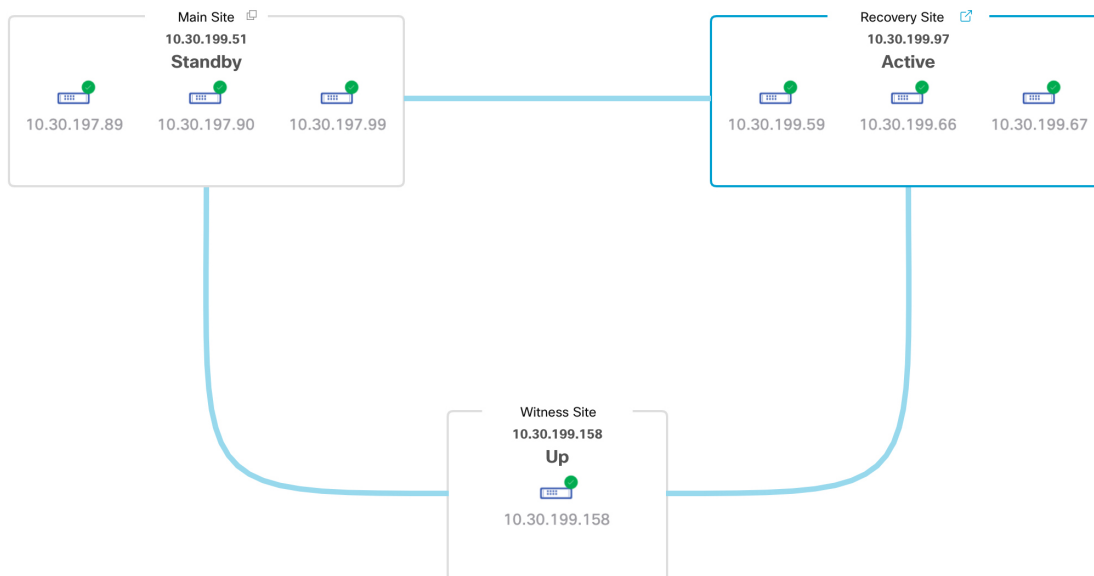 Main Site
10.30.199.51
Standby
10.30.197.89 10.30.197.90 10.30.197.99
Recovery Site
10.30.199.97
Active
10.30.199.59 10.30.199.66 10.30.199.67
Witness Site
10.30.199.158
Up
10.30.199.158